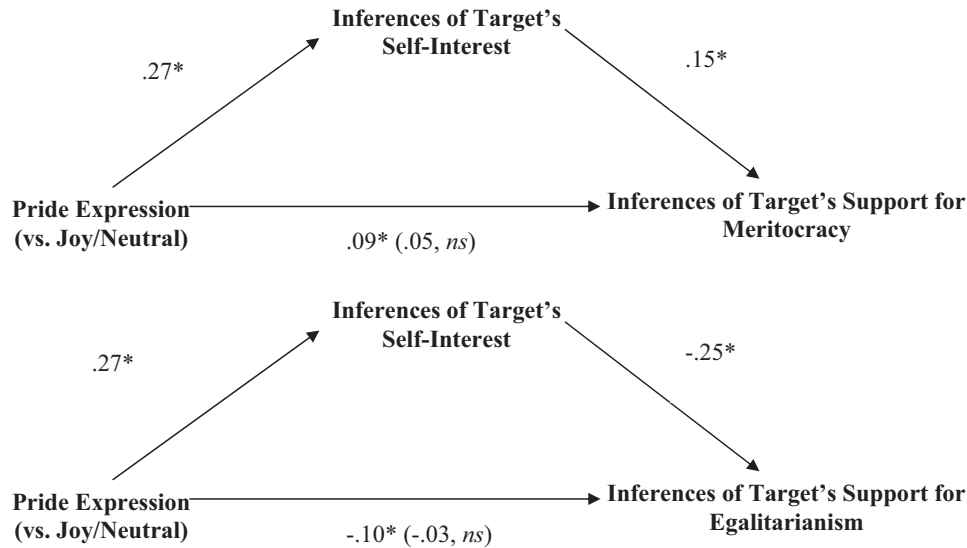 Inferences of Target's
Self-Interest
.27*
.15*
Pride Expression
(vs. Joy/Neutral)
Inferences of Target's Support for
Meritocracy
.09* (.05, ns)
Inferences of Target's
Self-Interest
.27*
-.25*
Pride Expression
(vs. Joy/Neutral)
Inferences of Target's Support for
Egalitarianism
-.10* (-.03, ns)